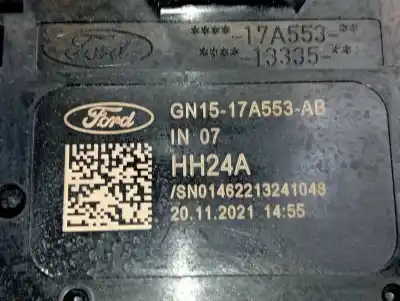 ****-17A553-**
Ford ****-13335-**
Ford GN15-17A553-AB
IN 07
HH24A
/SN01462213241048
20.11.2021 14:55